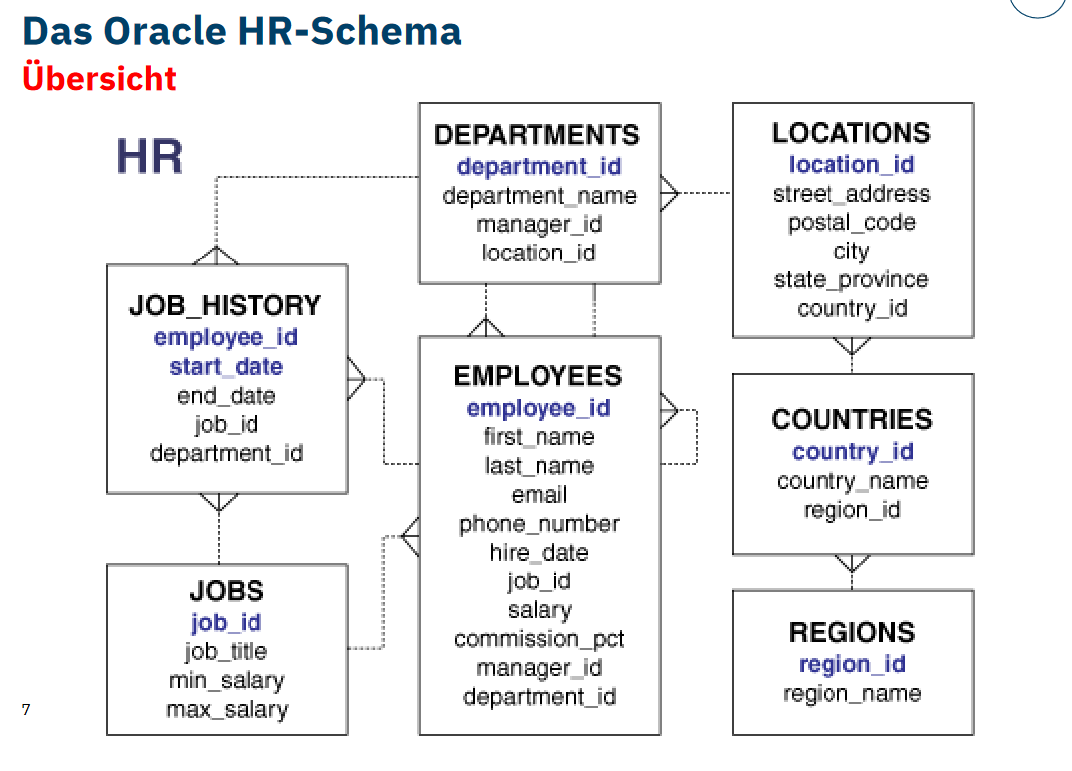 Das Oracle HR-Schema
Übersicht
HR
DEPARTMENTS
department_id
department_name
manager_id
location_id
LOCATIONS
location_id
street_address
postal_code
city
state_province
country_id
JOB_HISTORY
employee_id
start_date
end_date
job_id
department_id
EMPLOYEES
employee_id
first_name
last_name
email
phone_number
hire_date
job_id
salary
commission_pct
manager_id
department_id
COUNTRIES
country_id
country_name
region_id
JOBS
job_id
job_title
min_salary
max_salary
REGIONS
region_id
region_name
7